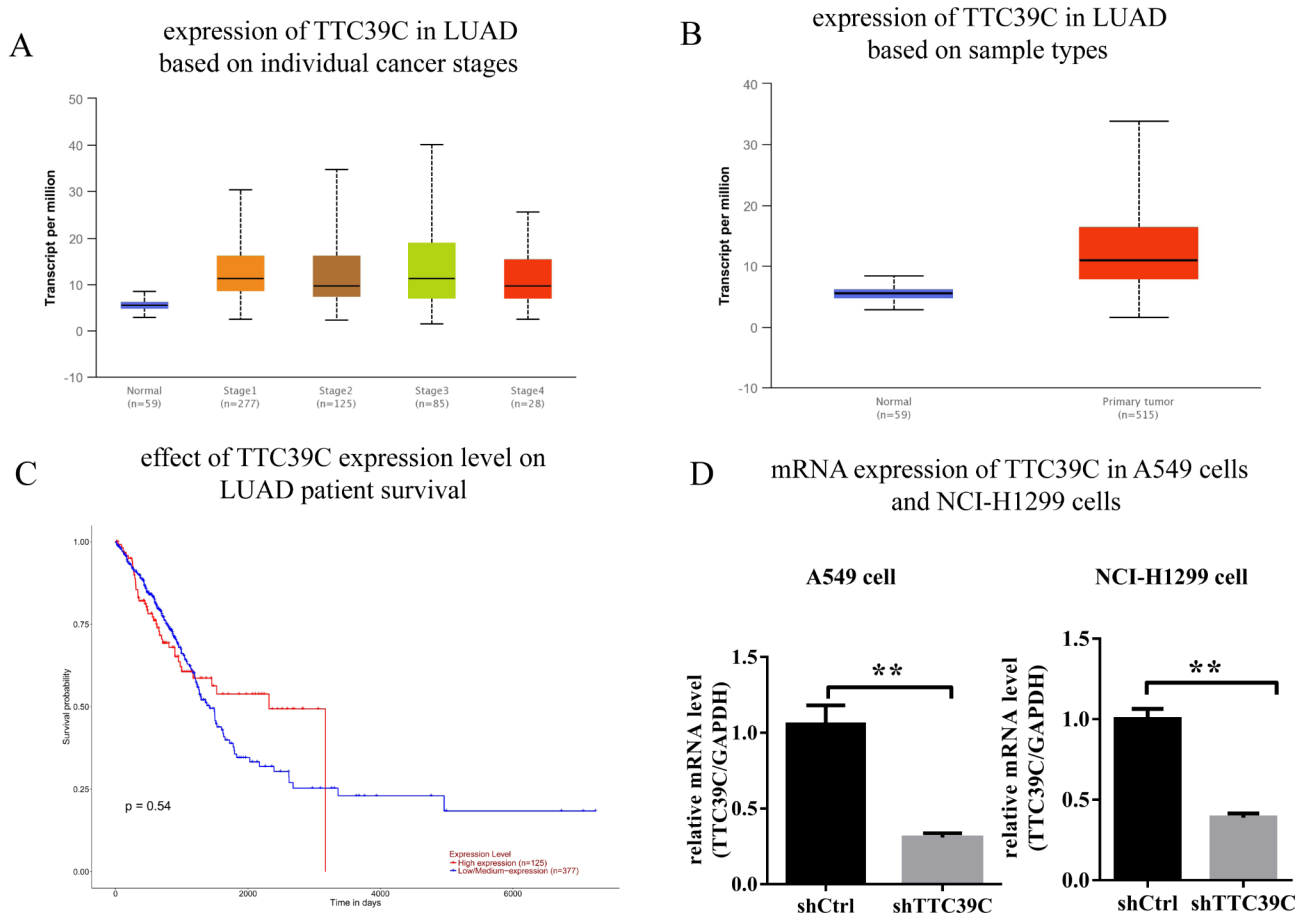 A
expression of TTC39C in LUAD
based on individual cancer stages
Transcript per million
50
40
30
20
10
0
-10
Normal
(n=59)
Stage1
(n=277)
Stage2
(n=125)
Stage3
(n=85)
Stage4
(n=28)
B
expression of TTC39C in LUAD
based on sample types
Transcript per million
40
30
20
10
0
-10
Normal
(n=59)
Primary tumor
(n=515)
C
effect of TTC39C expression level on
LUAD patient survival
Survival probability
1.00
0.75
0.50
0.25
0.00
p = 0.54
Expression Level
High expression (n=125)
Low/Medium-expression (n=377)
0
2000
4000
6000
Time in days
D
mRNA expression of TTC39C in A549 cells
and NCI-H1299 cells
A549 cell
relative mRNA level
(TTC39C/GAPDH)
1.5
1.0
0.5
0.0
**
shCtrl
shTTC39C
NCI-H1299 cell
relative mRNA level
(TTC39C/GAPDH)
1.5
1.0
0.5
0.0
**
shCtrl
shTTC39C